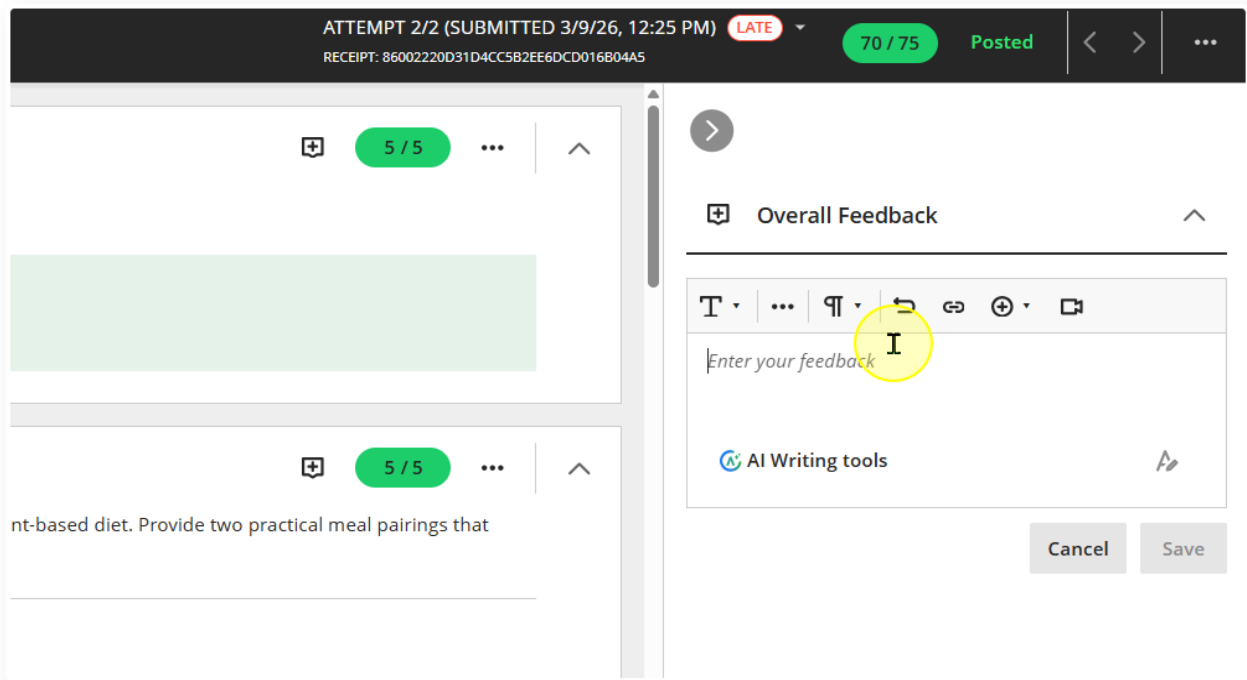 ATTEMPT 2/2 (SUBMITTED 3/9/26, 12:25 PM) LATE
RECEIPT: 86002220D31D4CC5B2EE6DCD016B04A5
70 / 75
Posted
5 / 5
Overall Feedback
Enter your feedback
AI Writing tools
Cancel
Save
5 / 5
nt-based diet. Provide two practical meal pairings that